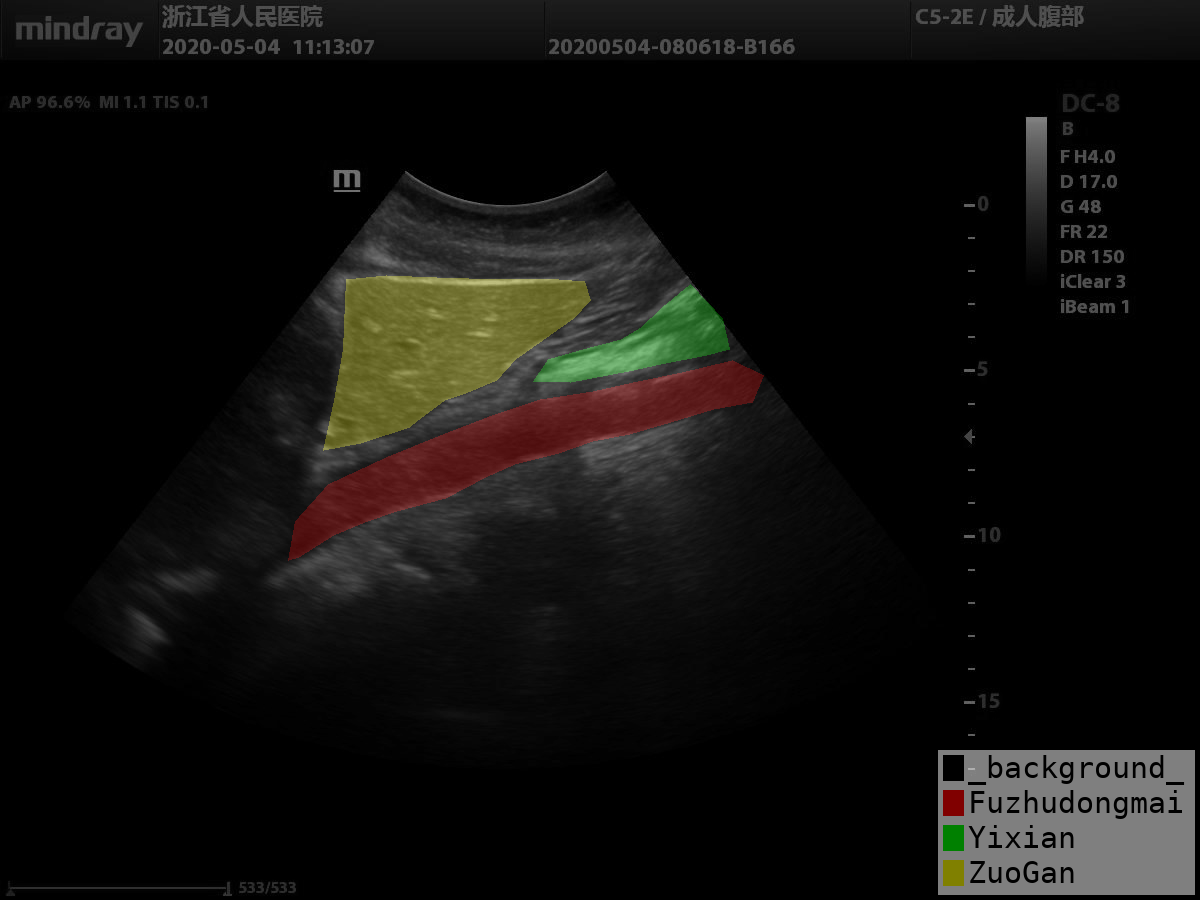 mindray
浙江省人民医院
2020-05-04 11:13:07
20200504-080618-B166
C5-2E / 成人腹部
AP 96.6% MI 1.1 TIS 0.1
DC-8
B
F H4.0
D 17.0
G 48
FR 22
DR 150
iClear 3
iBeam 1
m
0
5
10
15
_background_
Fuzhudongmai
Yixian
ZuoGan
533/533